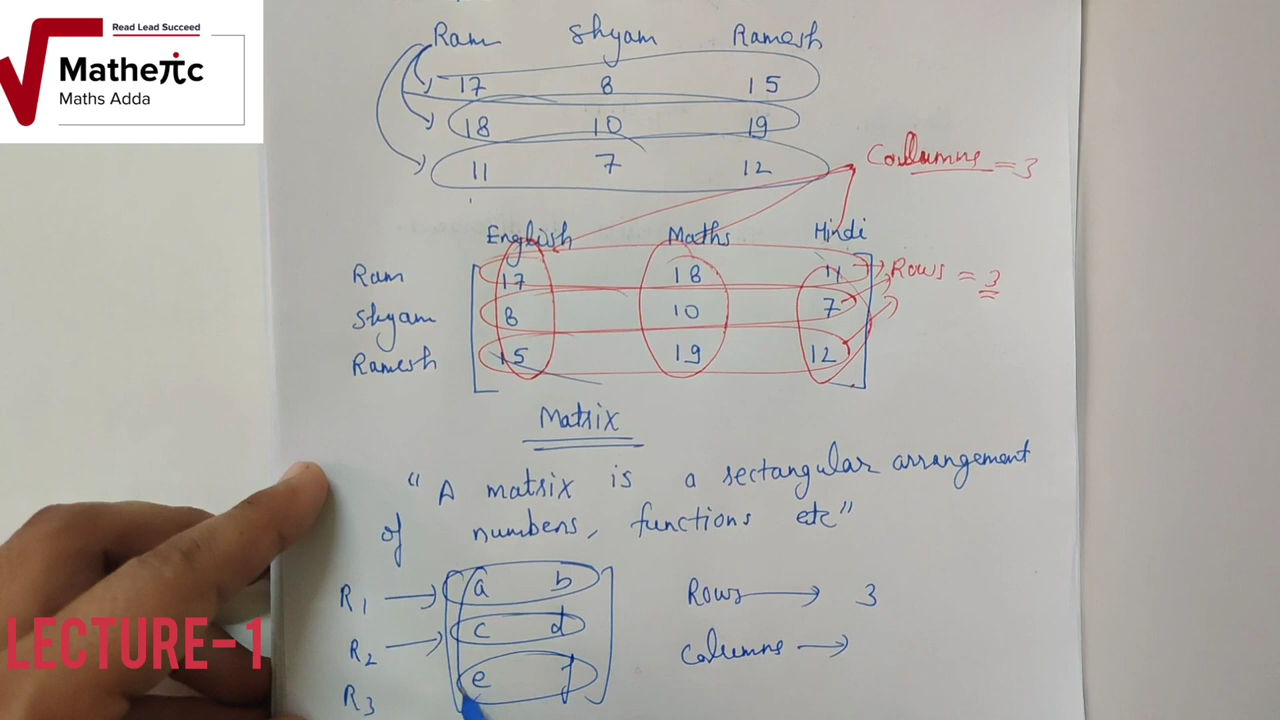 Read Lead Succeed
Matheπc
Maths Adda
Ram Shyam Ramesh
17 8 15
18 10 19
11 7 12
Columns = 3
English Maths Hindi
Ram 17 18 11 Rows = 3
Shyam 8 10 7
Ramesh 15 19 12
Matrix
"A matrix is a rectangular arrangement
of numbers, functions etc"
R1 → a b Rows → 3
R2 → c d Columns →
R3 e f
LECTURE-1